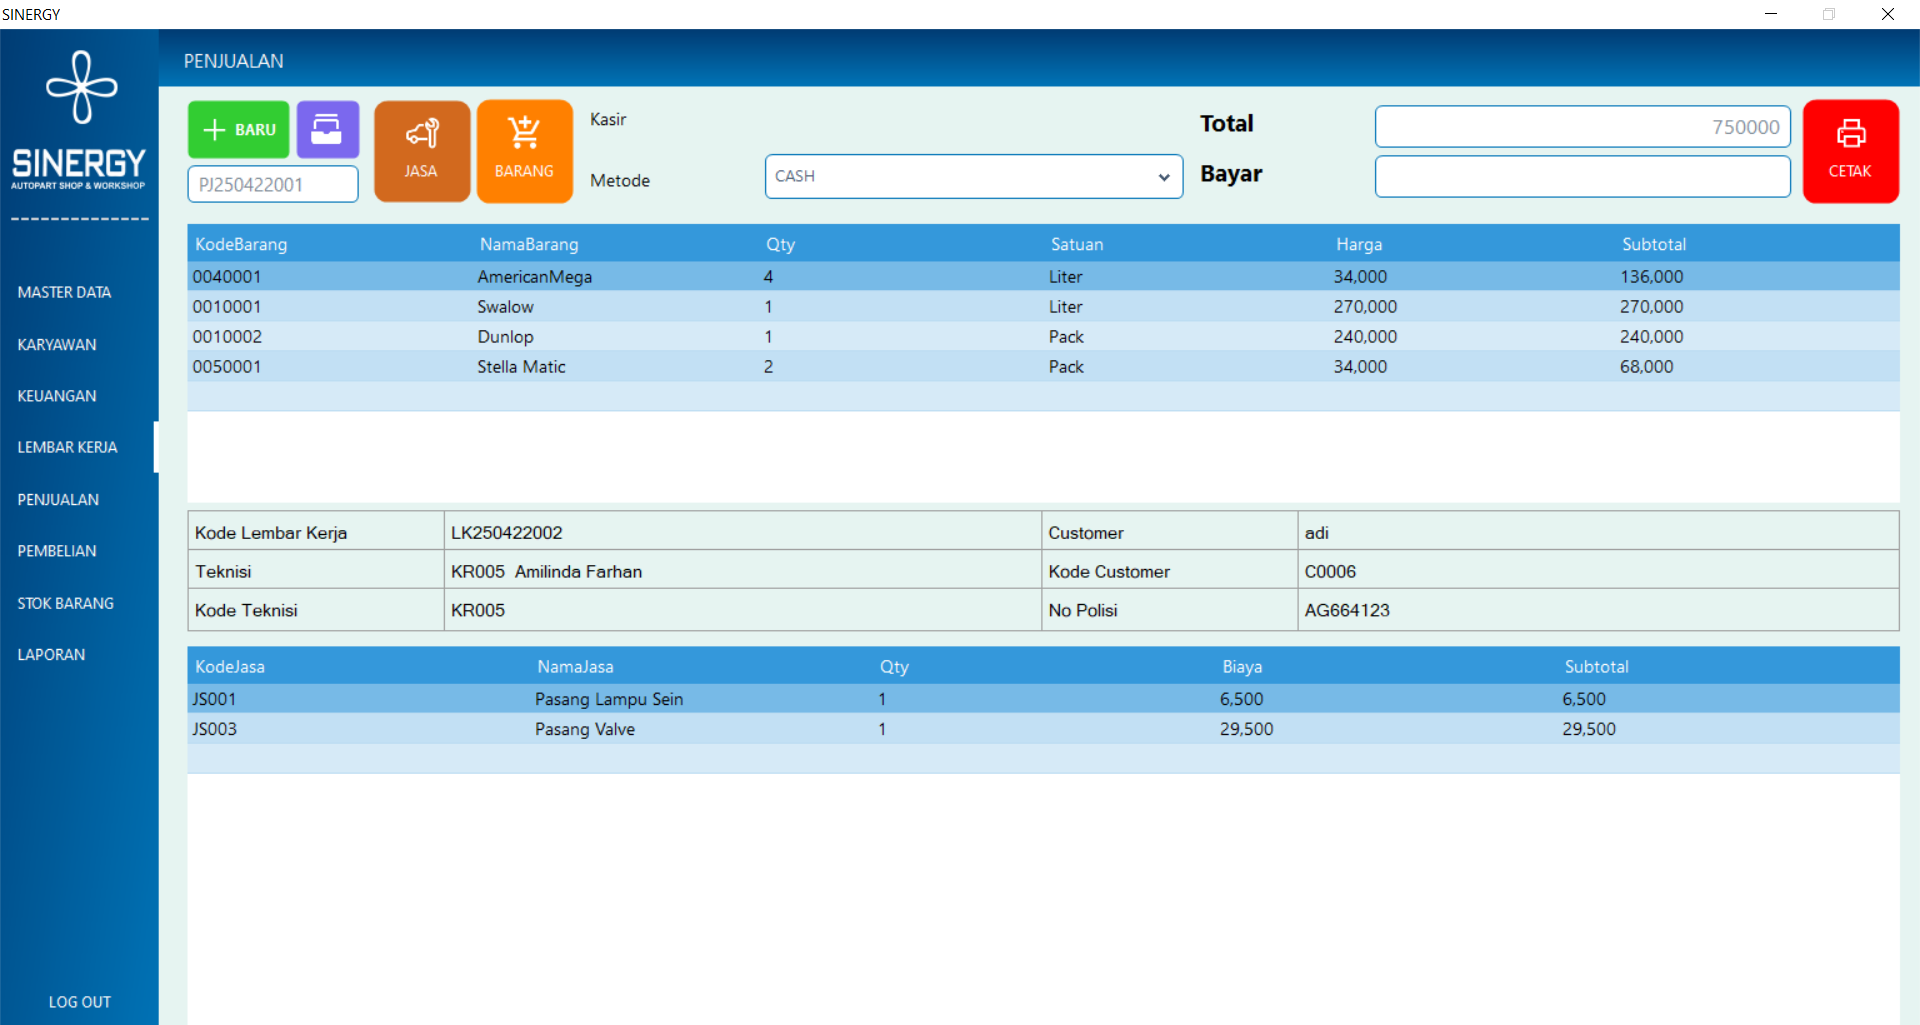 SINERGY
SINERGY
AUTOPART SHOP & WORKSHOP
MASTER DATA
KARYAWAN
KEUANGAN
LEMBAR KERJA
PENJUALAN
PEMBELIAN
STOK BARANG
LAPORAN
LOG OUT
PENJUALAN
BARU
PJ250422001
JASA
BARANG
Kasir
Metode
CASH
Total
750000
Bayar
CETAK
KodeBarang NamaBarang Qty Satuan Harga Subtotal
0040001 AmericanMega 4 Liter 34,000 136,000
0010001 Swalow 1 Liter 270,000 270,000
0010002 Dunlop 1 Pack 240,000 240,000
0050001 Stella Matic 2 Pack 34,000 68,000
Kode Lembar Kerja LK250422002 Customer adi
Teknisi KR005 Amilinda Farhan Kode Customer C0006
Kode Teknisi KR005 No Polisi AG664123
KodeJasa NamaJasa Qty Biaya Subtotal
JS001 Pasang Lampu Sein 1 6,500 6,500
JS003 Pasang Valve 1 29,500 29,500